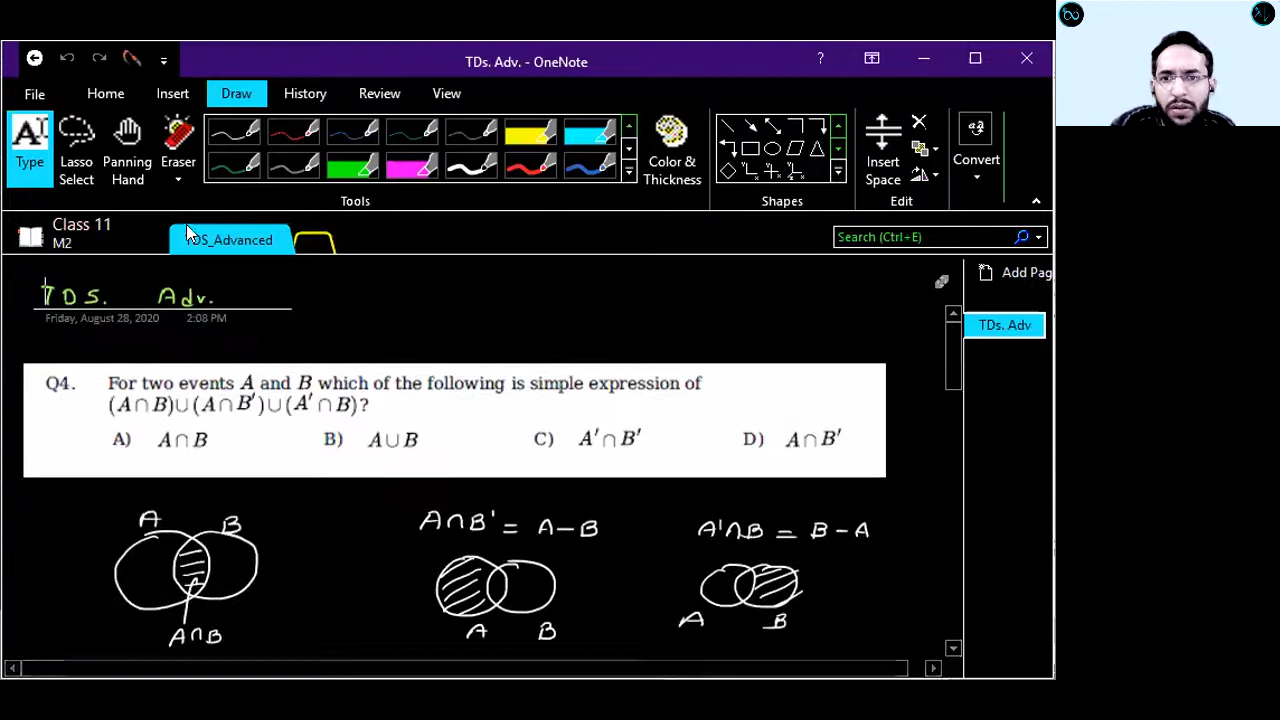 TDs. Adv. - OneNote
?
File Home Insert Draw History Review View
Type
Lasso Select
Panning Hand
Eraser
Color & Thickness
Insert Space
Convert
Tools
Shapes
Edit
Class 11
M2
DS_Advanced
Search (Ctrl+E)
Add Pag
TDs. Adv
TDS. Adv.
Friday, August 28, 2020 2:08 PM
Q4. For two events A and B which of the following is simple expression of
(A∩B)∪(A∩B′)∪(A′∩B)?
A) A∩B B) A∪B C) A′∩B′ D) A∩B′
A B
A∩B
A∩B' = A-B
A B
A'∩B = B-A
A B